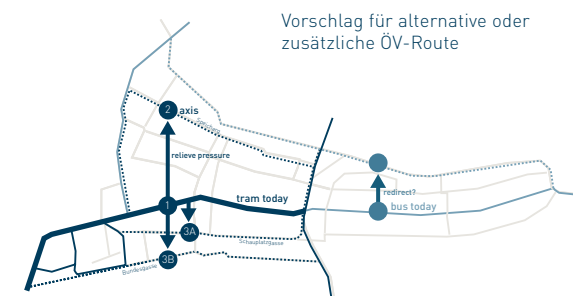 Vorschlag für alternative oder
zusätzliche ÖV-Route
2 axis
relieve pressure
1
tram today
redirect?
bus today
3A
Schauplatzgasse
3B
Bundesgasse